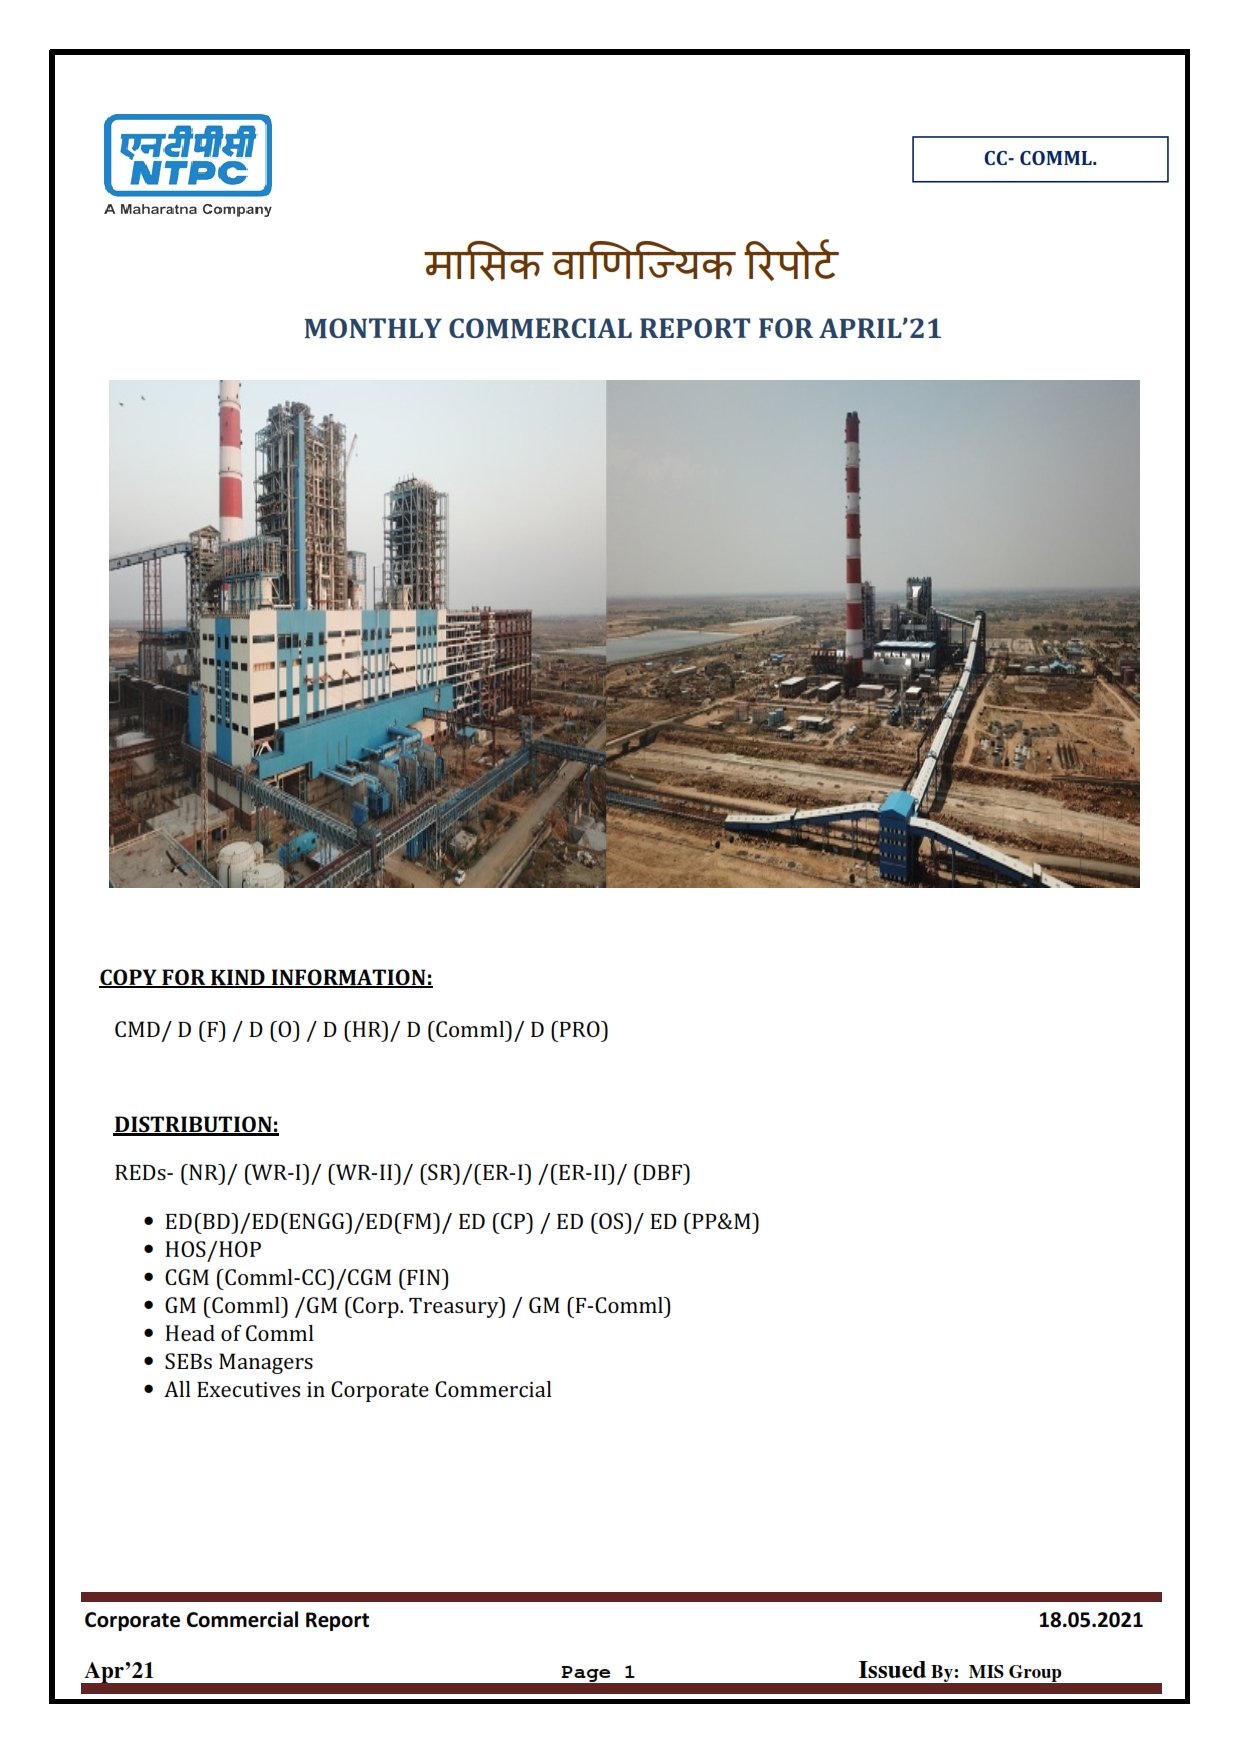 एनटीपीसी
NTPC
A Maharatna Company
CC- COMML.
मासिक वाणिज्यिक रिपोर्ट
MONTHLY COMMERCIAL REPORT FOR APRIL’21
COPY FOR KIND INFORMATION:
CMD/ D (F) / D (O) / D (HR)/ D (Comml)/ D (PRO)
DISTRIBUTION:
REDs- (NR)/ (WR-I)/ (WR-II)/ (SR)/(ER-I) /(ER-II)/ (DBF)
• ED(BD)/ED(ENGG)/ED(FM)/ ED (CP) / ED (OS)/ ED (PP&M)
• HOS/HOP
• CGM (Comml-CC)/CGM (FIN)
• GM (Comml) /GM (Corp. Treasury) / GM (F-Comml)
• Head of Comml
• SEBs Managers
• All Executives in Corporate Commercial
Corporate Commercial Report 18.05.2021
Apr’21 Page 1 Issued By: MIS Group